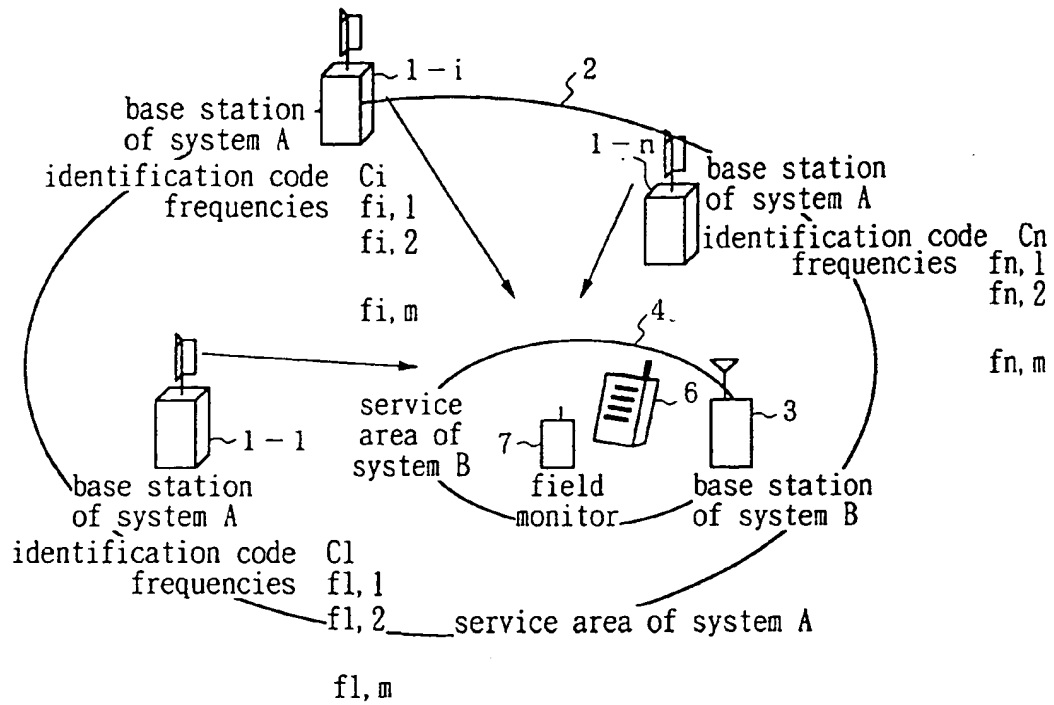 1-i
2
base station
of system A
identification code Ci
frequencies fi,1
fi,2
fi,m
1-n
base station
of system A
identification code Cn
frequencies fn,1
fn,2
fn,m
4
6
3
7
1-1
service
area of
system B
field
monitor
base station
of system B
base station
of system A
identification code C1
frequencies f1,1
f1,2
f1,m
service area of system A